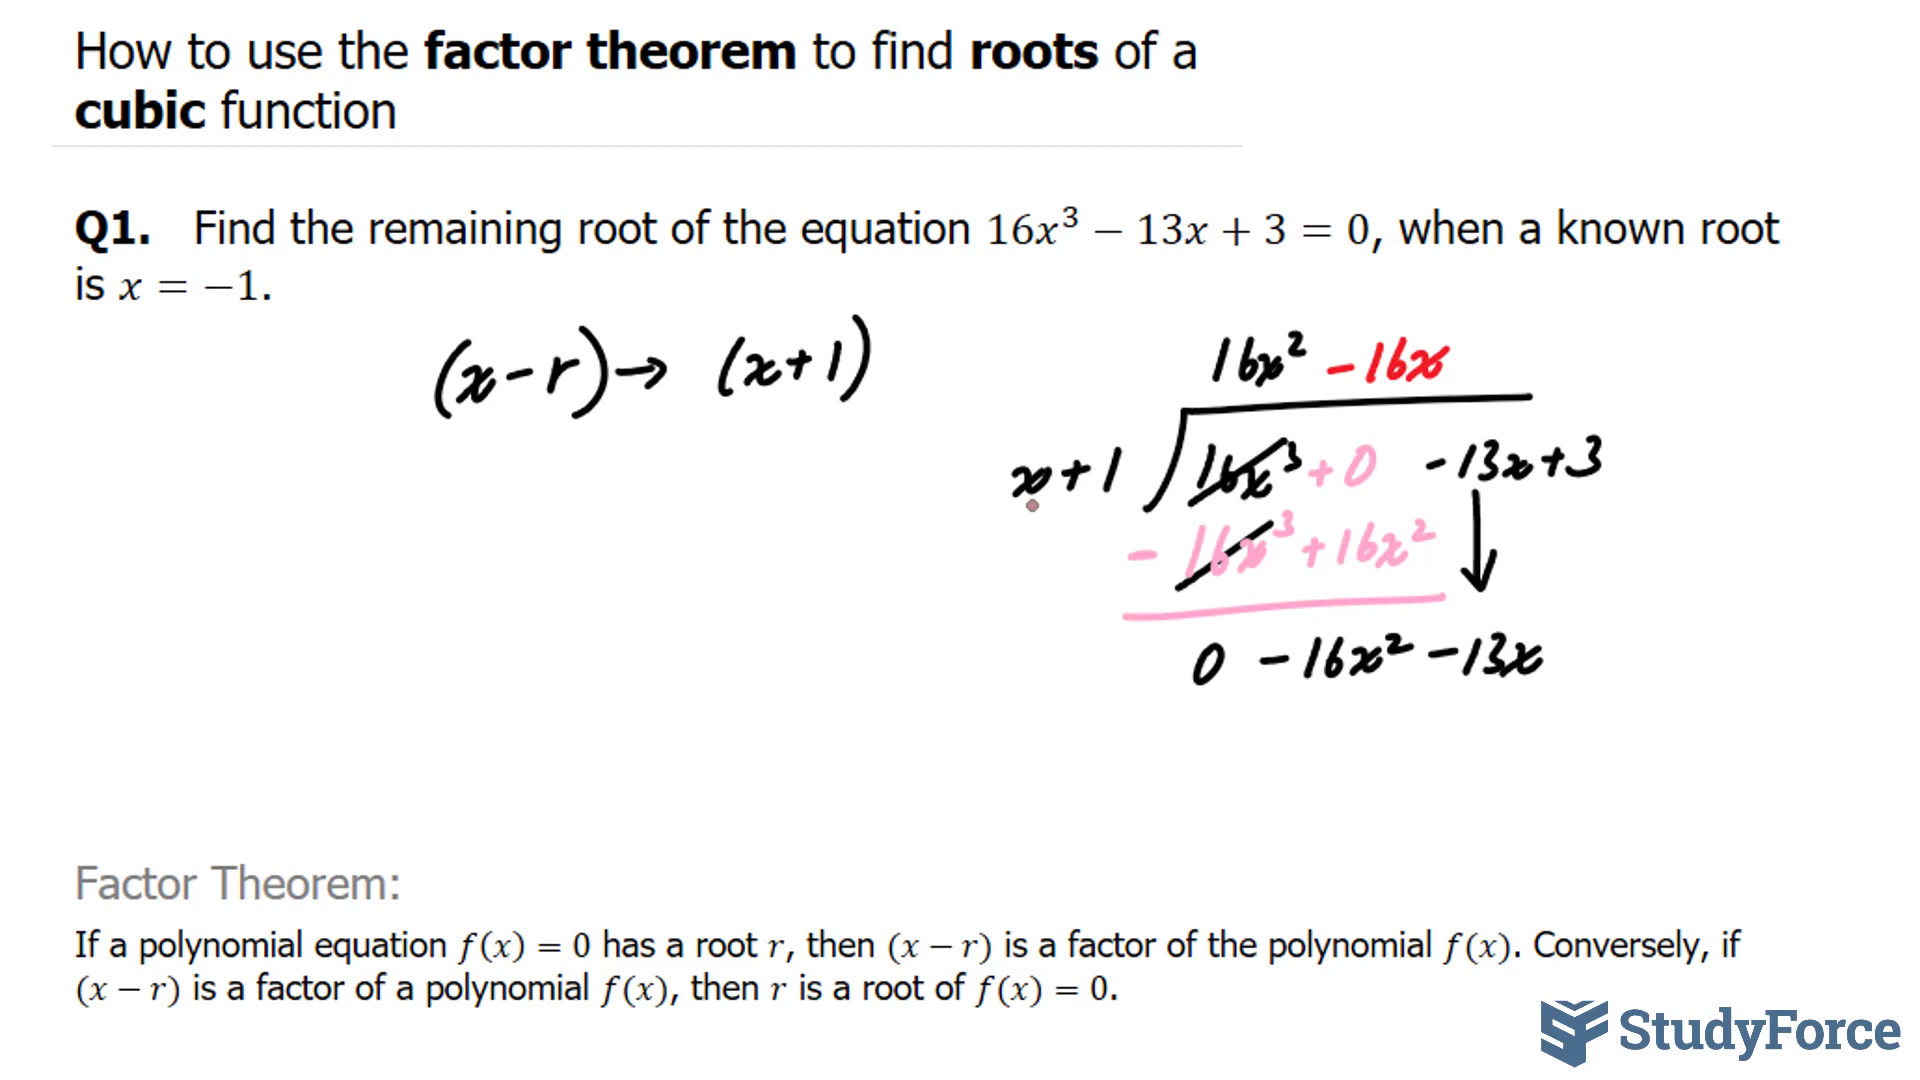 How to use the factor theorem to find roots of a
cubic function
Q1. Find the remaining root of the equation 16x³ − 13x + 3 = 0, when a known root
is x = −1.
(x-r)→ (x+1)
16x² -16x
x+1 16x³ +0 -13x+3
- 16x³ +16x²
0 -16x² -13x
Factor Theorem:
If a polynomial equation f(x) = 0 has a root r, then (x − r) is a factor of the polynomial f(x). Conversely, if
(x − r) is a factor of a polynomial f(x), then r is a root of f(x) = 0.
StudyForce